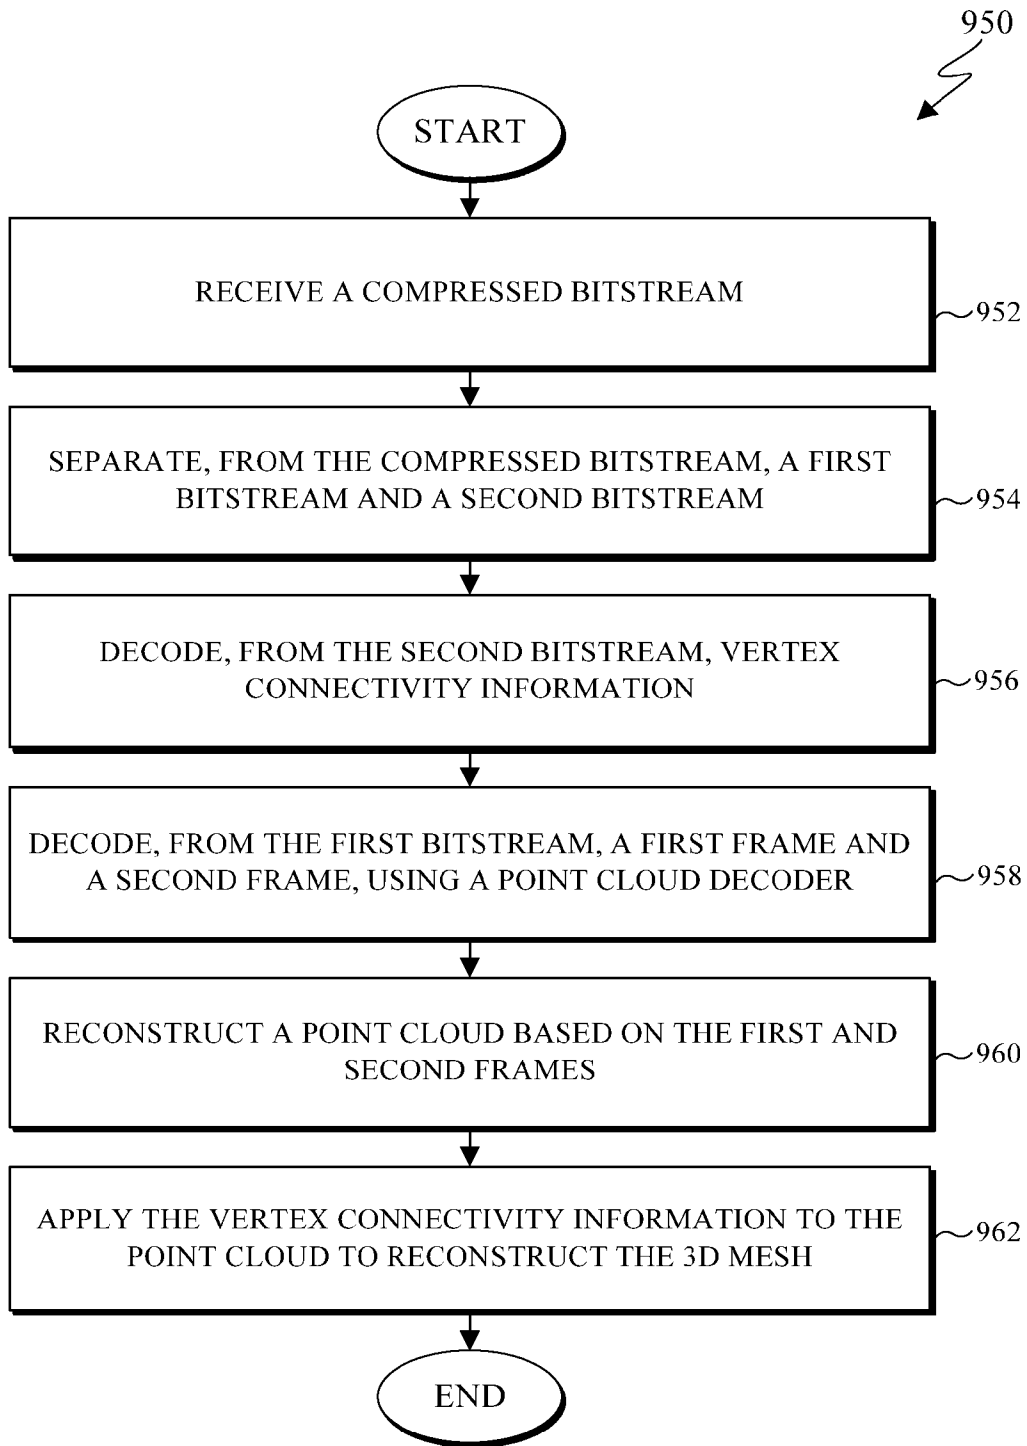 950
START
RECEIVE A COMPRESSED BITSTREAM
952
SEPARATE, FROM THE COMPRESSED BITSTREAM, A FIRST
BITSTREAM AND A SECOND BITSTREAM
954
DECODE, FROM THE SECOND BITSTREAM, VERTEX
CONNECTIVITY INFORMATION
956
DECODE, FROM THE FIRST BITSTREAM, A FIRST FRAME AND
A SECOND FRAME, USING A POINT CLOUD DECODER
958
RECONSTRUCT A POINT CLOUD BASED ON THE FIRST AND
SECOND FRAMES
960
APPLY THE VERTEX CONNECTIVITY INFORMATION TO THE
POINT CLOUD TO RECONSTRUCT THE 3D MESH
962
END